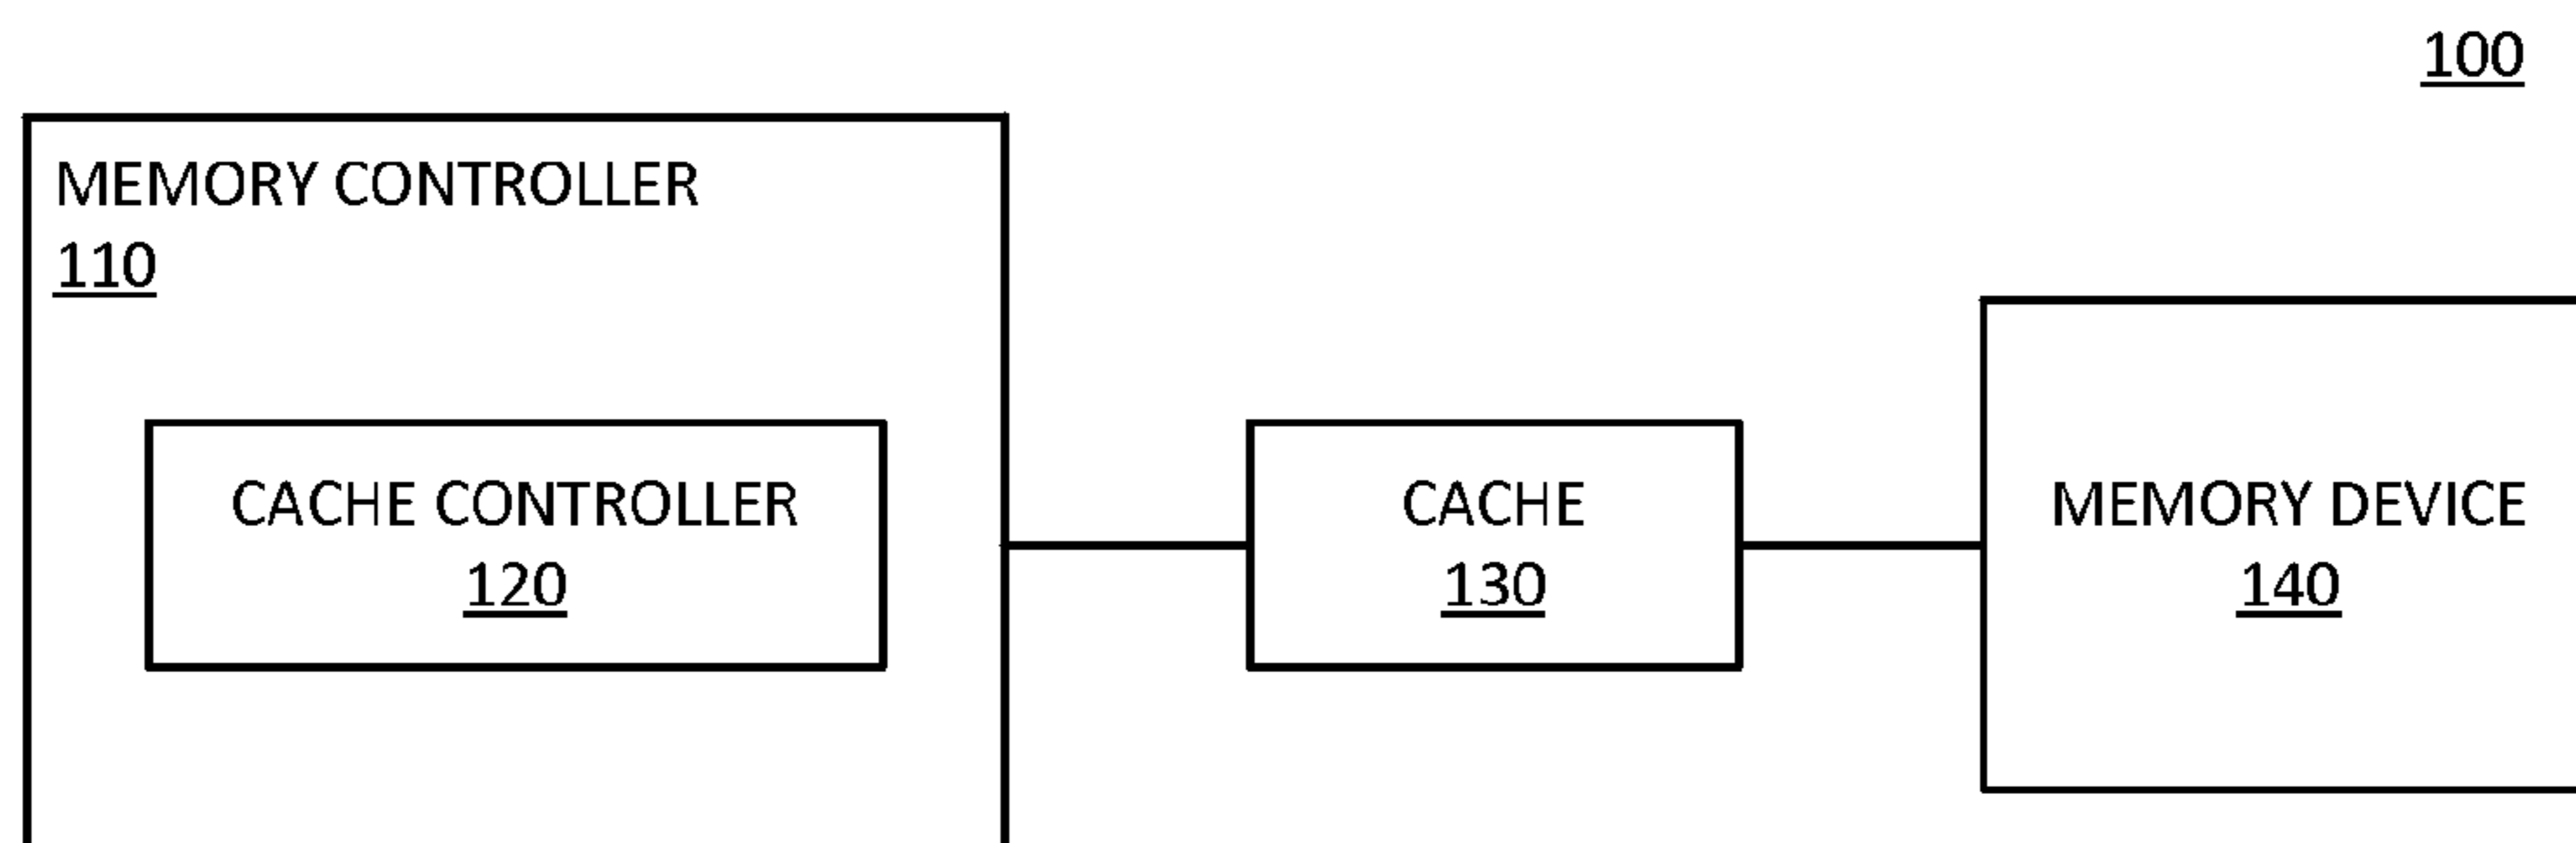 100
MEMORY CONTROLLER
110
CACHE CONTROLLER
120
CACHE
130
MEMORY DEVICE
140